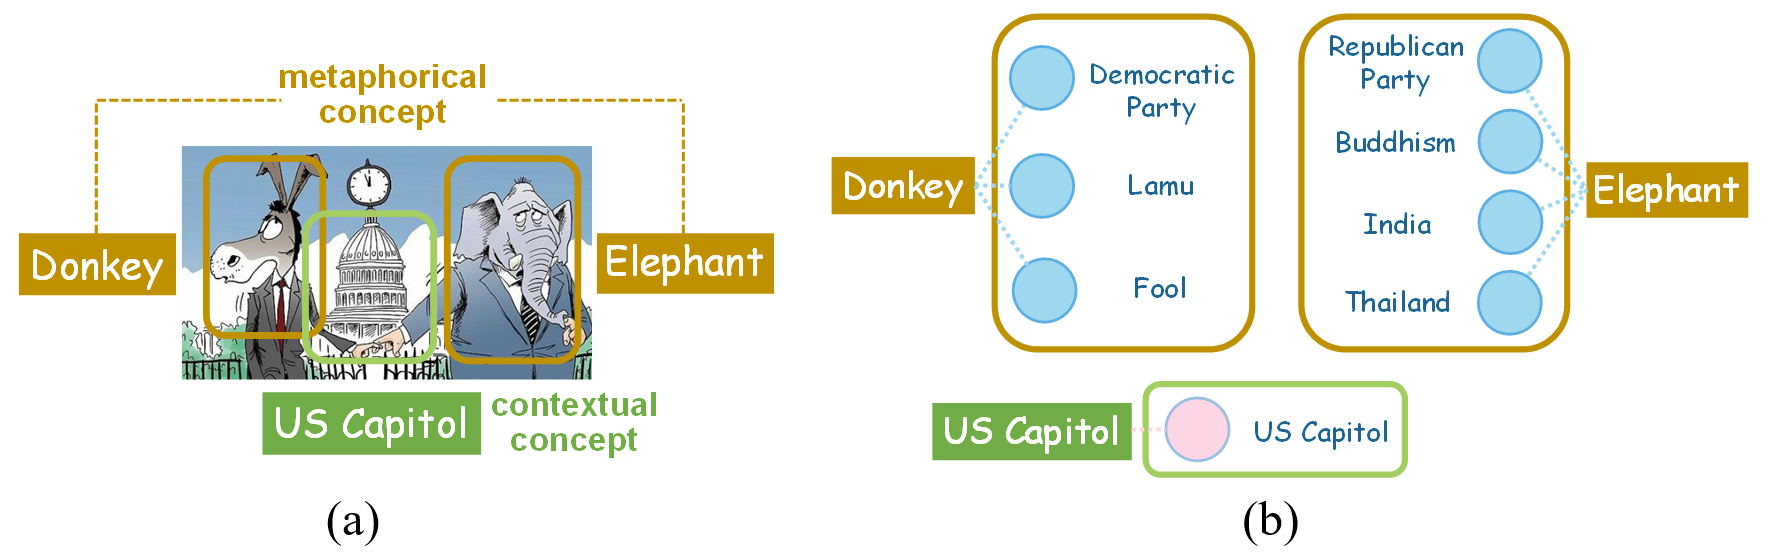 metaphorical
concept
Donkey
Elephant
US Capitol
contextual
concept
(a)
Donkey
Democratic
Party
Lamu
Fool
Republican
Party
Buddhism
India
Thailand
Elephant
US Capitol
US Capitol
(b)